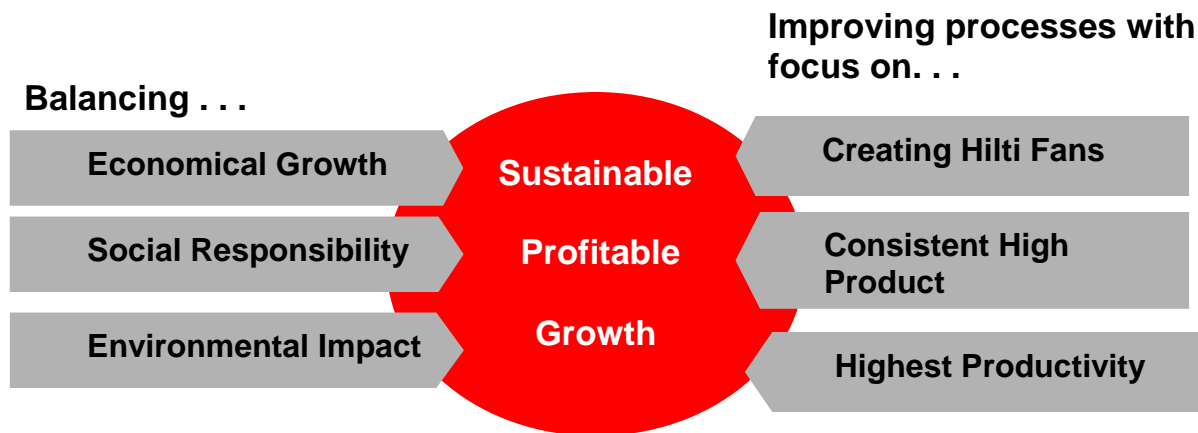 Balancing . . .
Economical Growth
Social Responsibility
Environmental Impact
Sustainable
Profitable
Growth
Improving processes with
focus on. . .
Creating Hilti Fans
Consistent High
Product
Highest Productivity